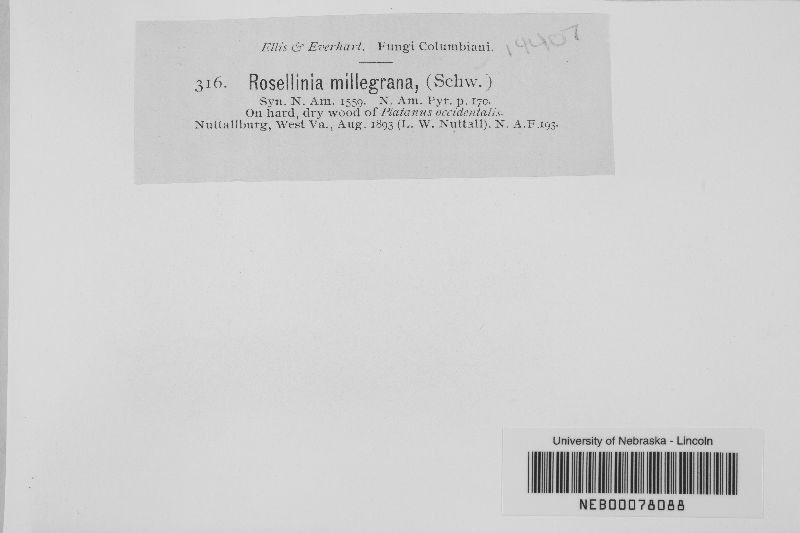 Ellis & Everhart. Fungi Columbiani.
19407
316. Rosellinia millegrana, (Schw.)
Syn. N. Am. 1559. N. Am. Pyr. p. 170.
On hard, dry wood of Platanus occidentalis.
Nuttallburg, West Va., Aug. 1893 (L. W. Nuttall). N. A. F. 193.
University of Nebraska - Lincoln
NEB00078088